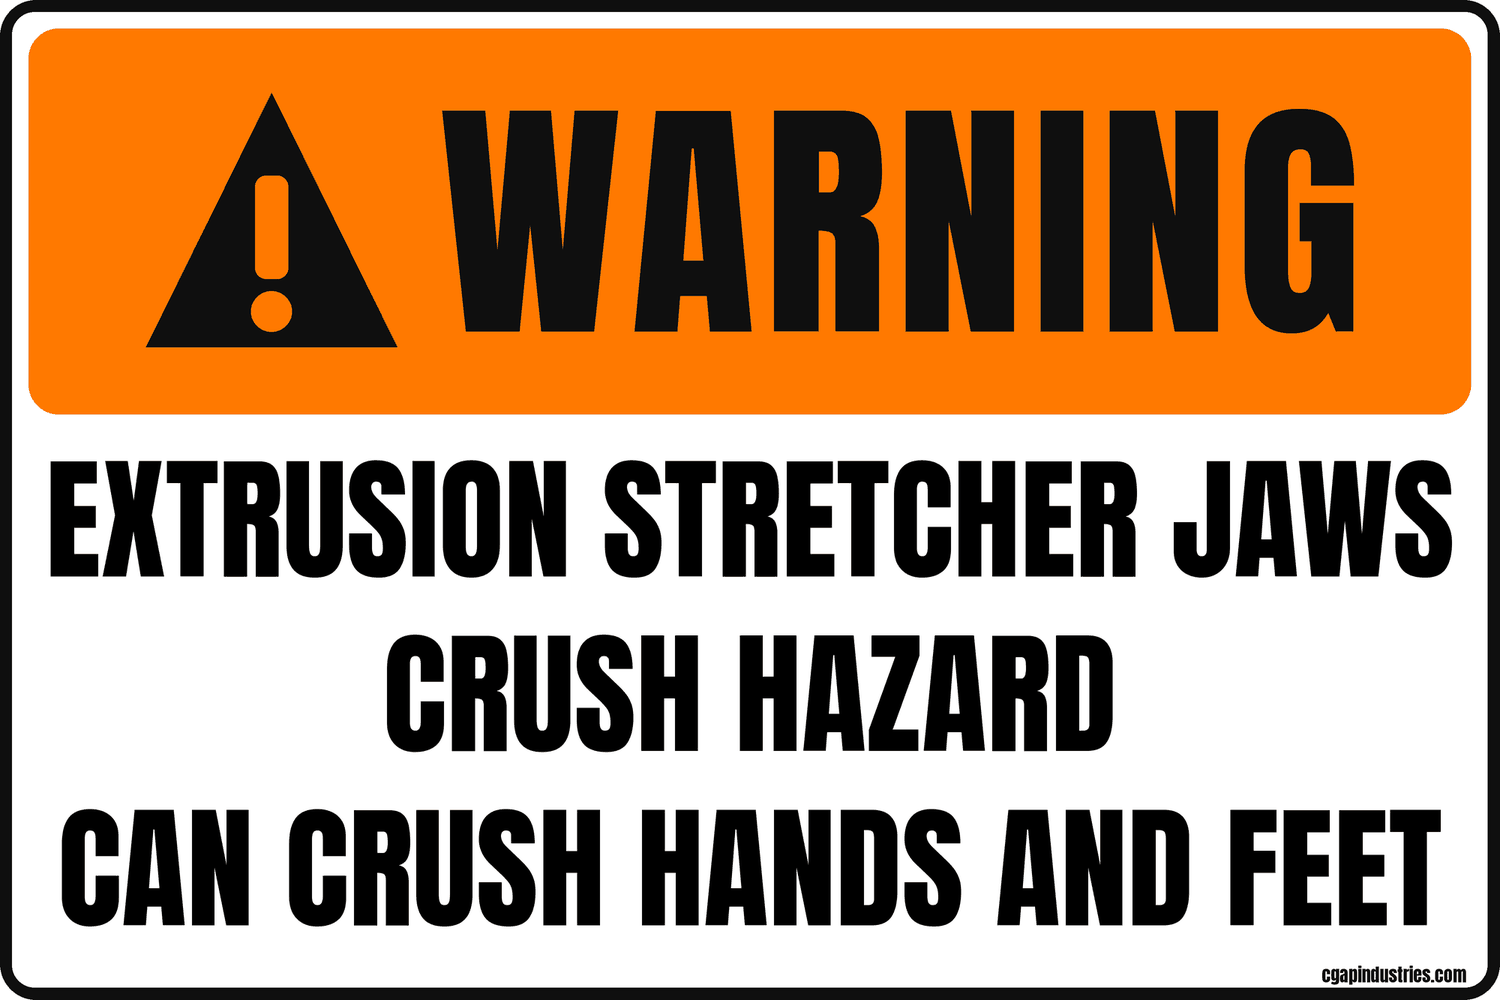 WARNING
EXTRUSION STRETCHER JAWS
CRUSH HAZARD
CAN CRUSH HANDS AND FEET
cgapindustries.com